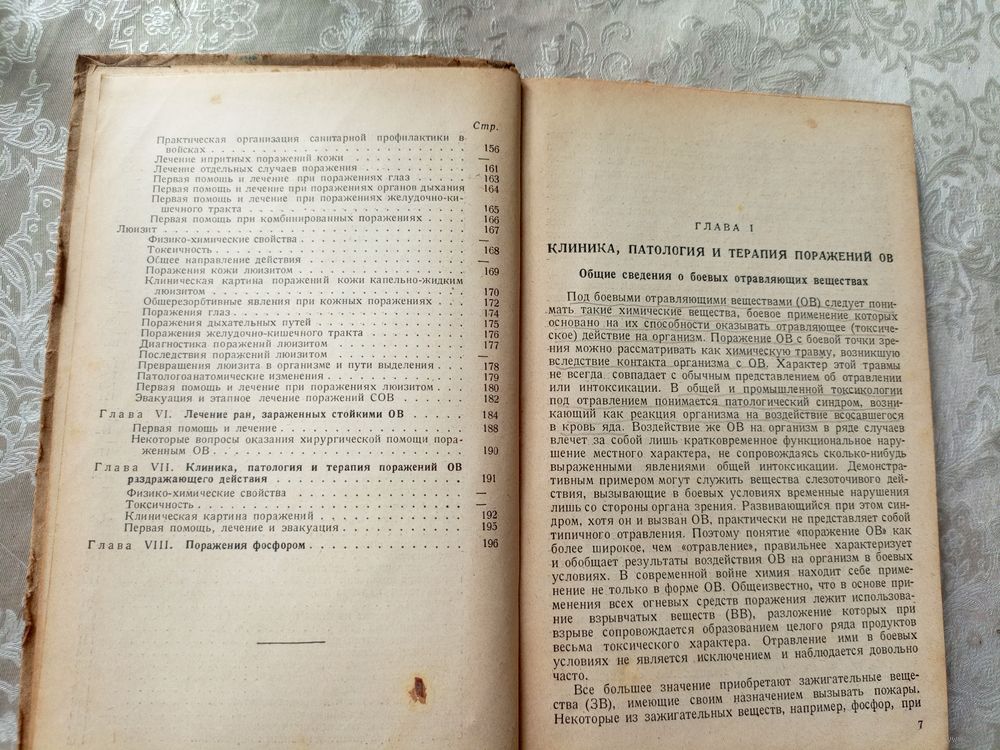 Стр.
Практическая организация санитарной профилактики в
войсках . . . . . . . . . . . . . . . . . . . . 156
Лечение ипритных поражений кожи . . . . . . . . . . —
Лечение отдельных случаев поражения . . . . . . . . . 161
Первая помощь и лечение при поражениях глаз . . . . . 163
Первая помощь и лечение при поражениях органов дыхания 164
Первая помощь и лечение при поражениях желудочно-ки-
шечного тракта . . . . . . . . . . . . . . . . . 165
Первая помощь при комбинированных поражениях . . . . 166
Люизит . . . . . . . . . . . . . . . . . . . . . . 167
Физико-химические свойства . . . . . . . . . . . . . —
Токсичность . . . . . . . . . . . . . . . . . . . . 168
Общее направление действия . . . . . . . . . . . . . —
Поражения кожи люизитом . . . . . . . . . . . . . . 169
Клиническая картина поражений кожи капельно-жидким
люизитом . . . . . . . . . . . . . . . . . . . . 170
Общерезорбтивные явления при кожных поражениях . . . 172
Поражения глаз . . . . . . . . . . . . . . . . . . . 174
Поражения дыхательных путей . . . . . . . . . . . . . 175
Поражения желудочно-кишечного тракта . . . . . . . . 176
Диагностика поражений люизитом . . . . . . . . . . . 177
Последствия поражений люизитом . . . . . . . . . . . —
Превращения люизита в организме и пути выделения . . . 178
Патологоанатомические изменения . . . . . . . . . . . 179
Первая помощь и лечение при поражениях люизитом . . . 180
Эвакуация и этапное лечение поражений СОВ . . . . . . 182
Глава VI. Лечение ран, зараженных стойкими ОВ . . . . 184
Первая помощь и лечение . . . . . . . . . . . . . . . 188
Некоторые вопросы оказания хирургической помощи пора-
женным ОВ . . . . . . . . . . . . . . . . . . . . 190
Глава VII. Клиника, патология и терапия поражений ОВ
раздражающего действия . . . . . . . . . . . . . . 191
Физико-химические свойства . . . . . . . . . . . . . —
Токсичность . . . . . . . . . . . . . . . . . . . . —
Клиническая картина поражений . . . . . . . . . . . . 192
Первая помощь, лечение и эвакуация . . . . . . . . . . 195
Глава VIII. Поражения фосфором . . . . . . . . . . . 196
ГЛАВА I
КЛИНИКА, ПАТОЛОГИЯ И ТЕРАПИЯ ПОРАЖЕНИЙ ОВ
Общие сведения о боевых отравляющих веществах
Под боевыми отравляющими веществами (ОВ) следует пони-
мать такие химические вещества, боевое применение которых
основано на их способности оказывать отравляющее (токсиче-
ское) действие на организм. Поражение ОВ с боевой точки зре-
ния можно рассматривать как химическую травму, возникшую
вследствие контакта организма с ОВ. Характер этой травмы
не всегда совпадает с обычным представлением об отравлении
или интоксикации. В общей и промышленной токсикологии
под отравлением понимается патологический синдром, возни-
кающий как реакция организма на воздействие всосавшегося
в кровь яда. Воздействие же ОВ на организм в ряде случаев
влечет за собой лишь кратковременное функциональное нару-
шение местного характера, не сопровождаясь сколько-нибудь
выраженными явлениями общей интоксикации. Демонстра-
тивным примером могут служить вещества слезоточивого дей-
ствия, вызывающие в боевых условиях временные нарушения
лишь со стороны органа зрения. Развивающийся при этом син-
дром, хотя он и вызван ОВ, практически не представляет собой
типичного отравления. Поэтому понятие «поражение ОВ» как
более широкое, чем «отравление», правильнее характеризует
и обобщает результаты воздействия ОВ на организм в боевых
условиях. В современной войне химия находит себе приме-
нение не только в форме ОВ. Общеизвестно, что в основе при-
менения всех огневых средств поражения лежит использова-
ние взрывчатых веществ (ВВ), разложение которых при
взрыве сопровождается образованием целого ряда продуктов
весьма токсического характера. Отравление ими в боевых
условиях не является исключением и наблюдается довольно
часто.
Все большее значение приобретают зажигательные веще-
ства (ЗВ), имеющие своим назначением вызывать пожары.
Некоторые из зажигательных веществ, например, фосфор, при
7